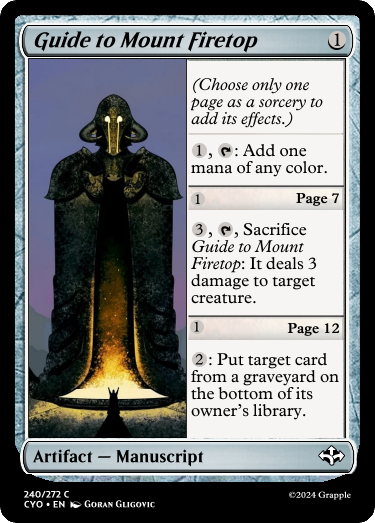 Guide to Mount Firetop 1
(Choose only one
page as a sorcery to
add its effects.)
1, : Add one
mana of any color.
1 Page 7
3, , Sacrifice
Guide to Mount
Firetop: It deals 3
damage to target
creature.
1 Page 12
2: Put target card
from a graveyard on
the bottom of its
owner's library.
Artifact — Manuscript
240/272 C
CYO • EN Goran Gligovic
©2024 Grapple